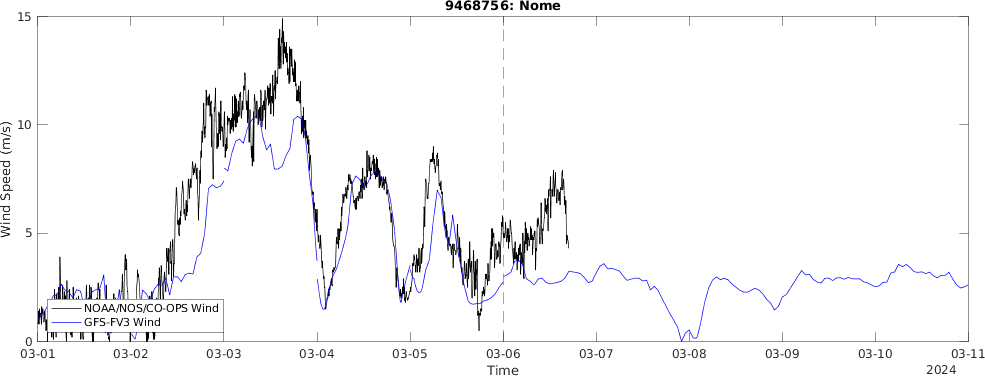 9468756: Nome
Wind Speed (m/s)
15
10
5
0
NOAA/NOS/CO-OPS Wind
GFS-FV3 Wind
03-01 03-02 03-03 03-04 03-05 03-06 03-07 03-08 03-09 03-10 03-11
Time
2024